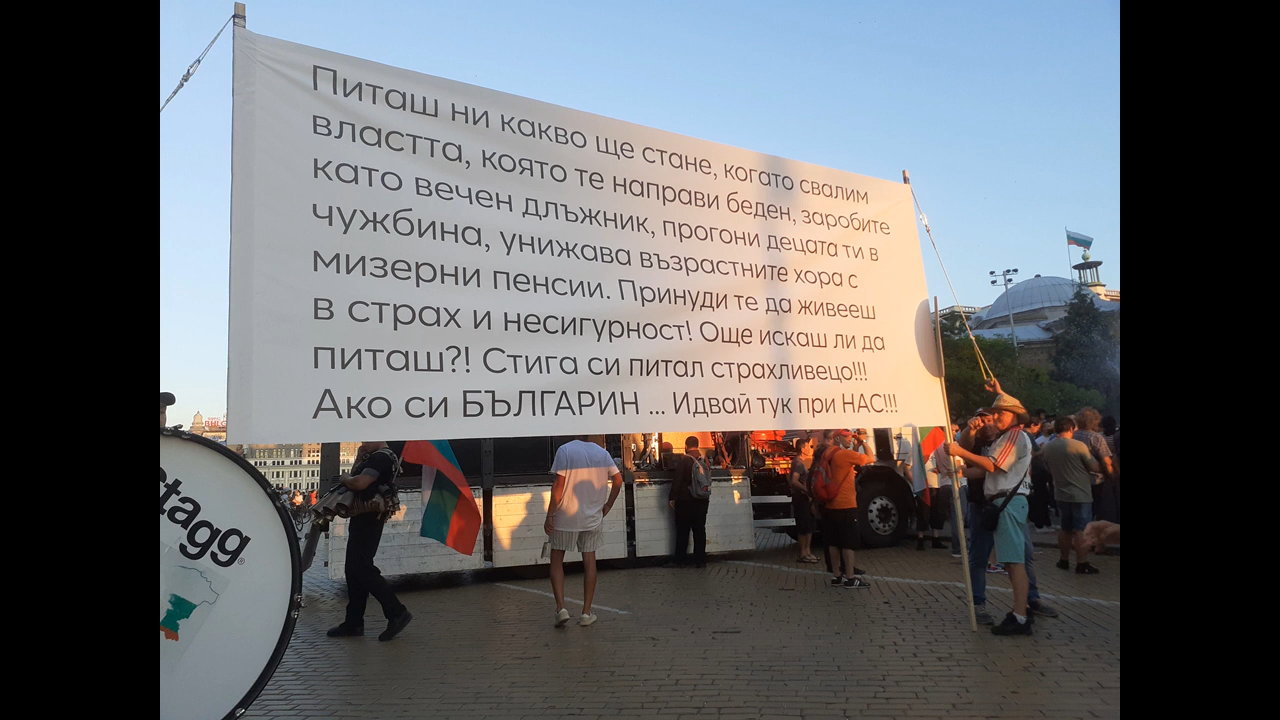 Питаш ни какво ще стане, когато свалим
властта, която те направи беден, заробите
като вечен длъжник, прогони децата ти в
чужбина, унижава възрастните хора с
мизерни пенсии. Принуди те да живееш
в страх и несигурност! Още искаш ли да
питаш?! Стига си питал страхливецо!!!
Ако си БЪЛГАРИН ... Идвай тук при НАС!!!
stagg